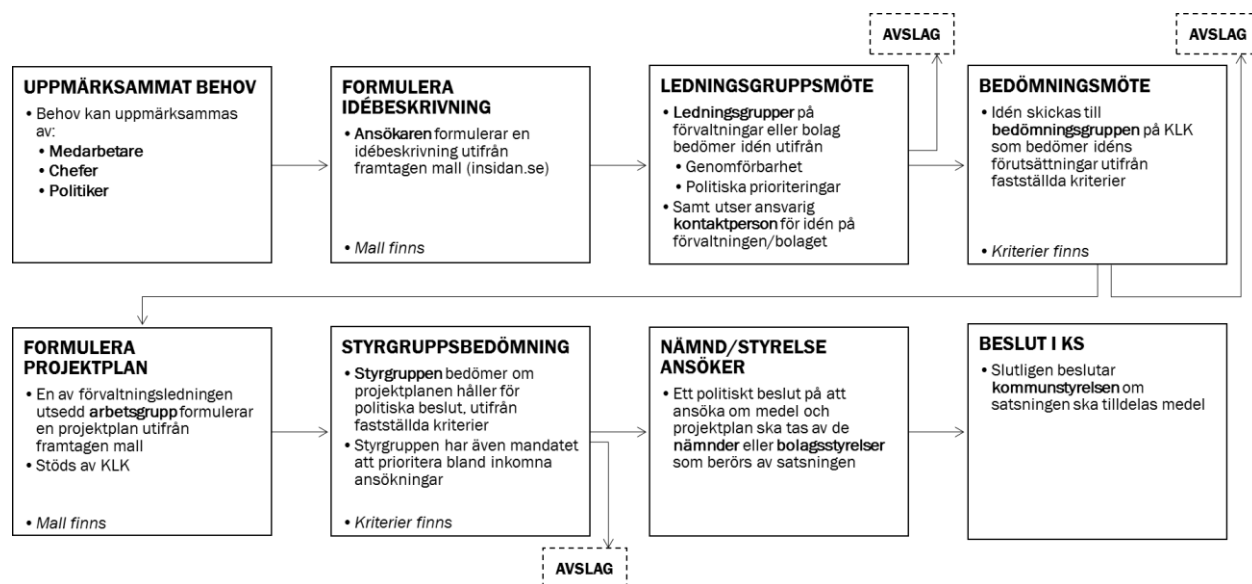 AVSLAG
AVSLAG
UPPMÄRKSAMMAT BEHOV
• Behov kan uppmärksammas
av:
• Medarbetare
• Chefer
• Politiker
FORMULERA
IDÉBESKRIVNING
• Ansökaren formulerar en
idébeskrivning utifrån
framtagen mall (insidan.se)
• Mall finns
LEDNINGSGRUPPSMÖTE
• Ledningsgrupper på
förvaltningar eller bolag
bedömer idén utifrån
• Genomförbarhet
• Politiska prioriteringar
• Samt utser ansvarig
kontaktperson för idén på
förvaltningen/bolaget
BEDÖMNINGSMÖTE
• Idén skickas till
bedömningsgruppen på KLK
som bedömer idéns
förutsättningar utifrån
fastställda kriterier
• Kriterier finns
FORMULERA
PROJEKTPLAN
• En av förvaltningsledningen
utsedd arbetsgrupp formulerar
en projektplan utifrån
framtagen mall
• Stöds av KLK
• Mall finns
STYRGRUPPSBEDÖMNING
• Styrgruppen bedömer om
projektplanen håller för
politiska beslut, utifrån
fastställda kriterier
• Styrgruppen har även mandatet
att prioritera bland inkomna
ansökningar
• Kriterier finns
NÄMND/STYRELSE
ANSÖKER
• Ett politiskt beslut på att
ansöka om medel och
projektplan ska tas av de
nämnder eller bolagsstyrelser
som berörs av satsningen
BESLUT I KS
• Slutligen beslutar
kommunstyrelsen om
satsningen ska tilldelas medel
AVSLAG